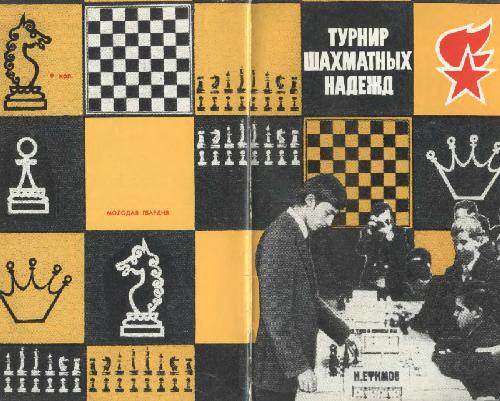 ТУРНИР
ШАХМАТНЫХ
НАДЕЖД
9 коп.
МОЛОДАЯ ГВАРДИЯ
И.ЕФИМОВ